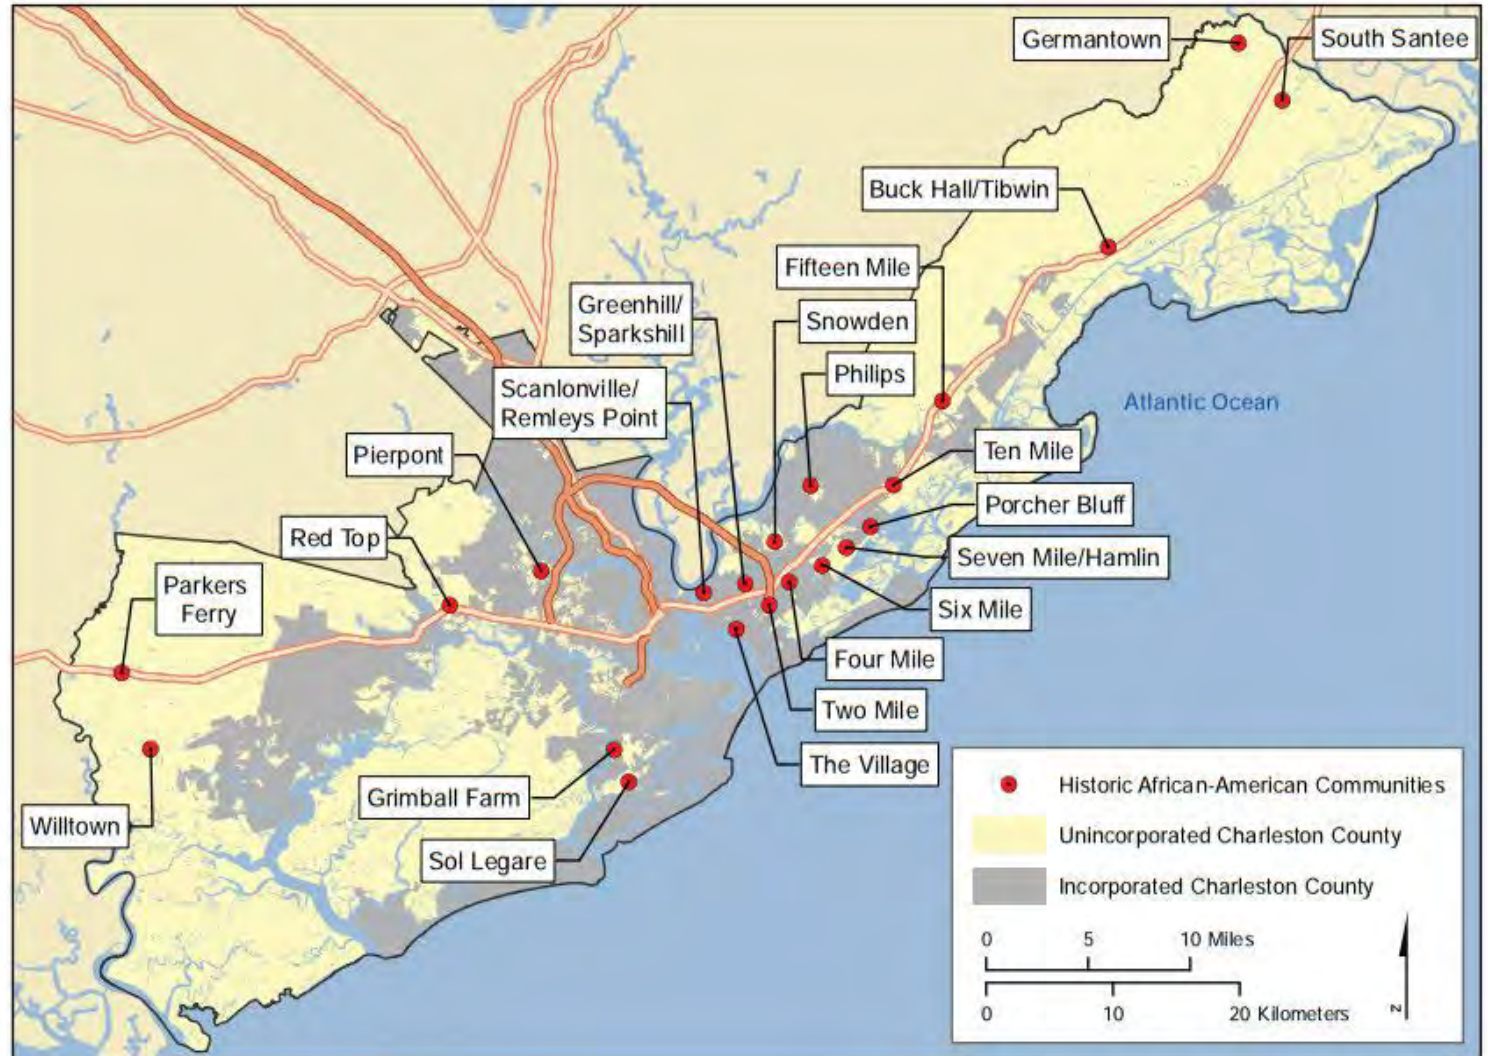 Germantown
South Santee
Buck Hall/Tibwin
Fifteen Mile
Greenhill/
Sparkshill
Snowden
Philips
Scanlonville/
Remleys Point
Atlantic Ocean
Pierpont
Ten Mile
Porcher Bluff
Red Top
Seven Mile/Hamlin
Parkers
Ferry
Six Mile
Four Mile
Two Mile
The Village
Grimball Farm
Willtown
Sol Legare
Historic African-American Communities
Unincorporated Charleston County
Incorporated Charleston County
0 5 10 Miles
0 10 20 Kilometers
N